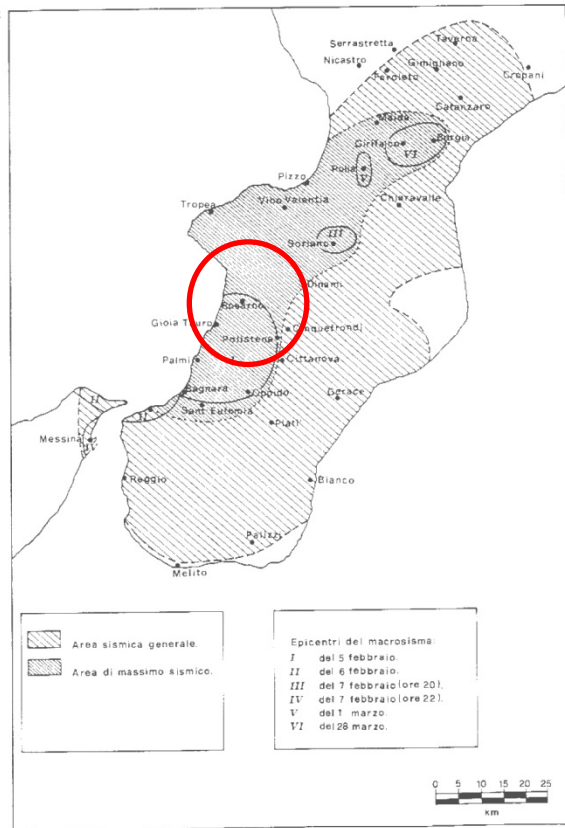 Taverna
Serrastretta
Nicastro
Gimigliano
Feroleto
Cropani
Catanzaro
Maida
Girifalco
Borgia
VI
Polia
V
Pizzo
Vibo Valentia
Chiaravalle
Tropea
III
Soriano
Dinami
Rosarno
Gioia Tauro
Cinquefrondi
Polistena
Palmi
I
Cittanova
Bagnara
Oppido
Gerace
II
II
Sant'Eufemia
Platì
Messina
IV
Reggio
Bianco
Palizzi
Melito
Area sismica generale.
Area di massimo sismico.
Epicentri del macrosisma:
I del 5 febbraio.
II del 6 febbraio.
III del 7 febbraio (ore 20).
IV del 7 febbraio (ore 22).
V del 1 marzo.
VI del 28 marzo.
0 5 10 15 20 25
km